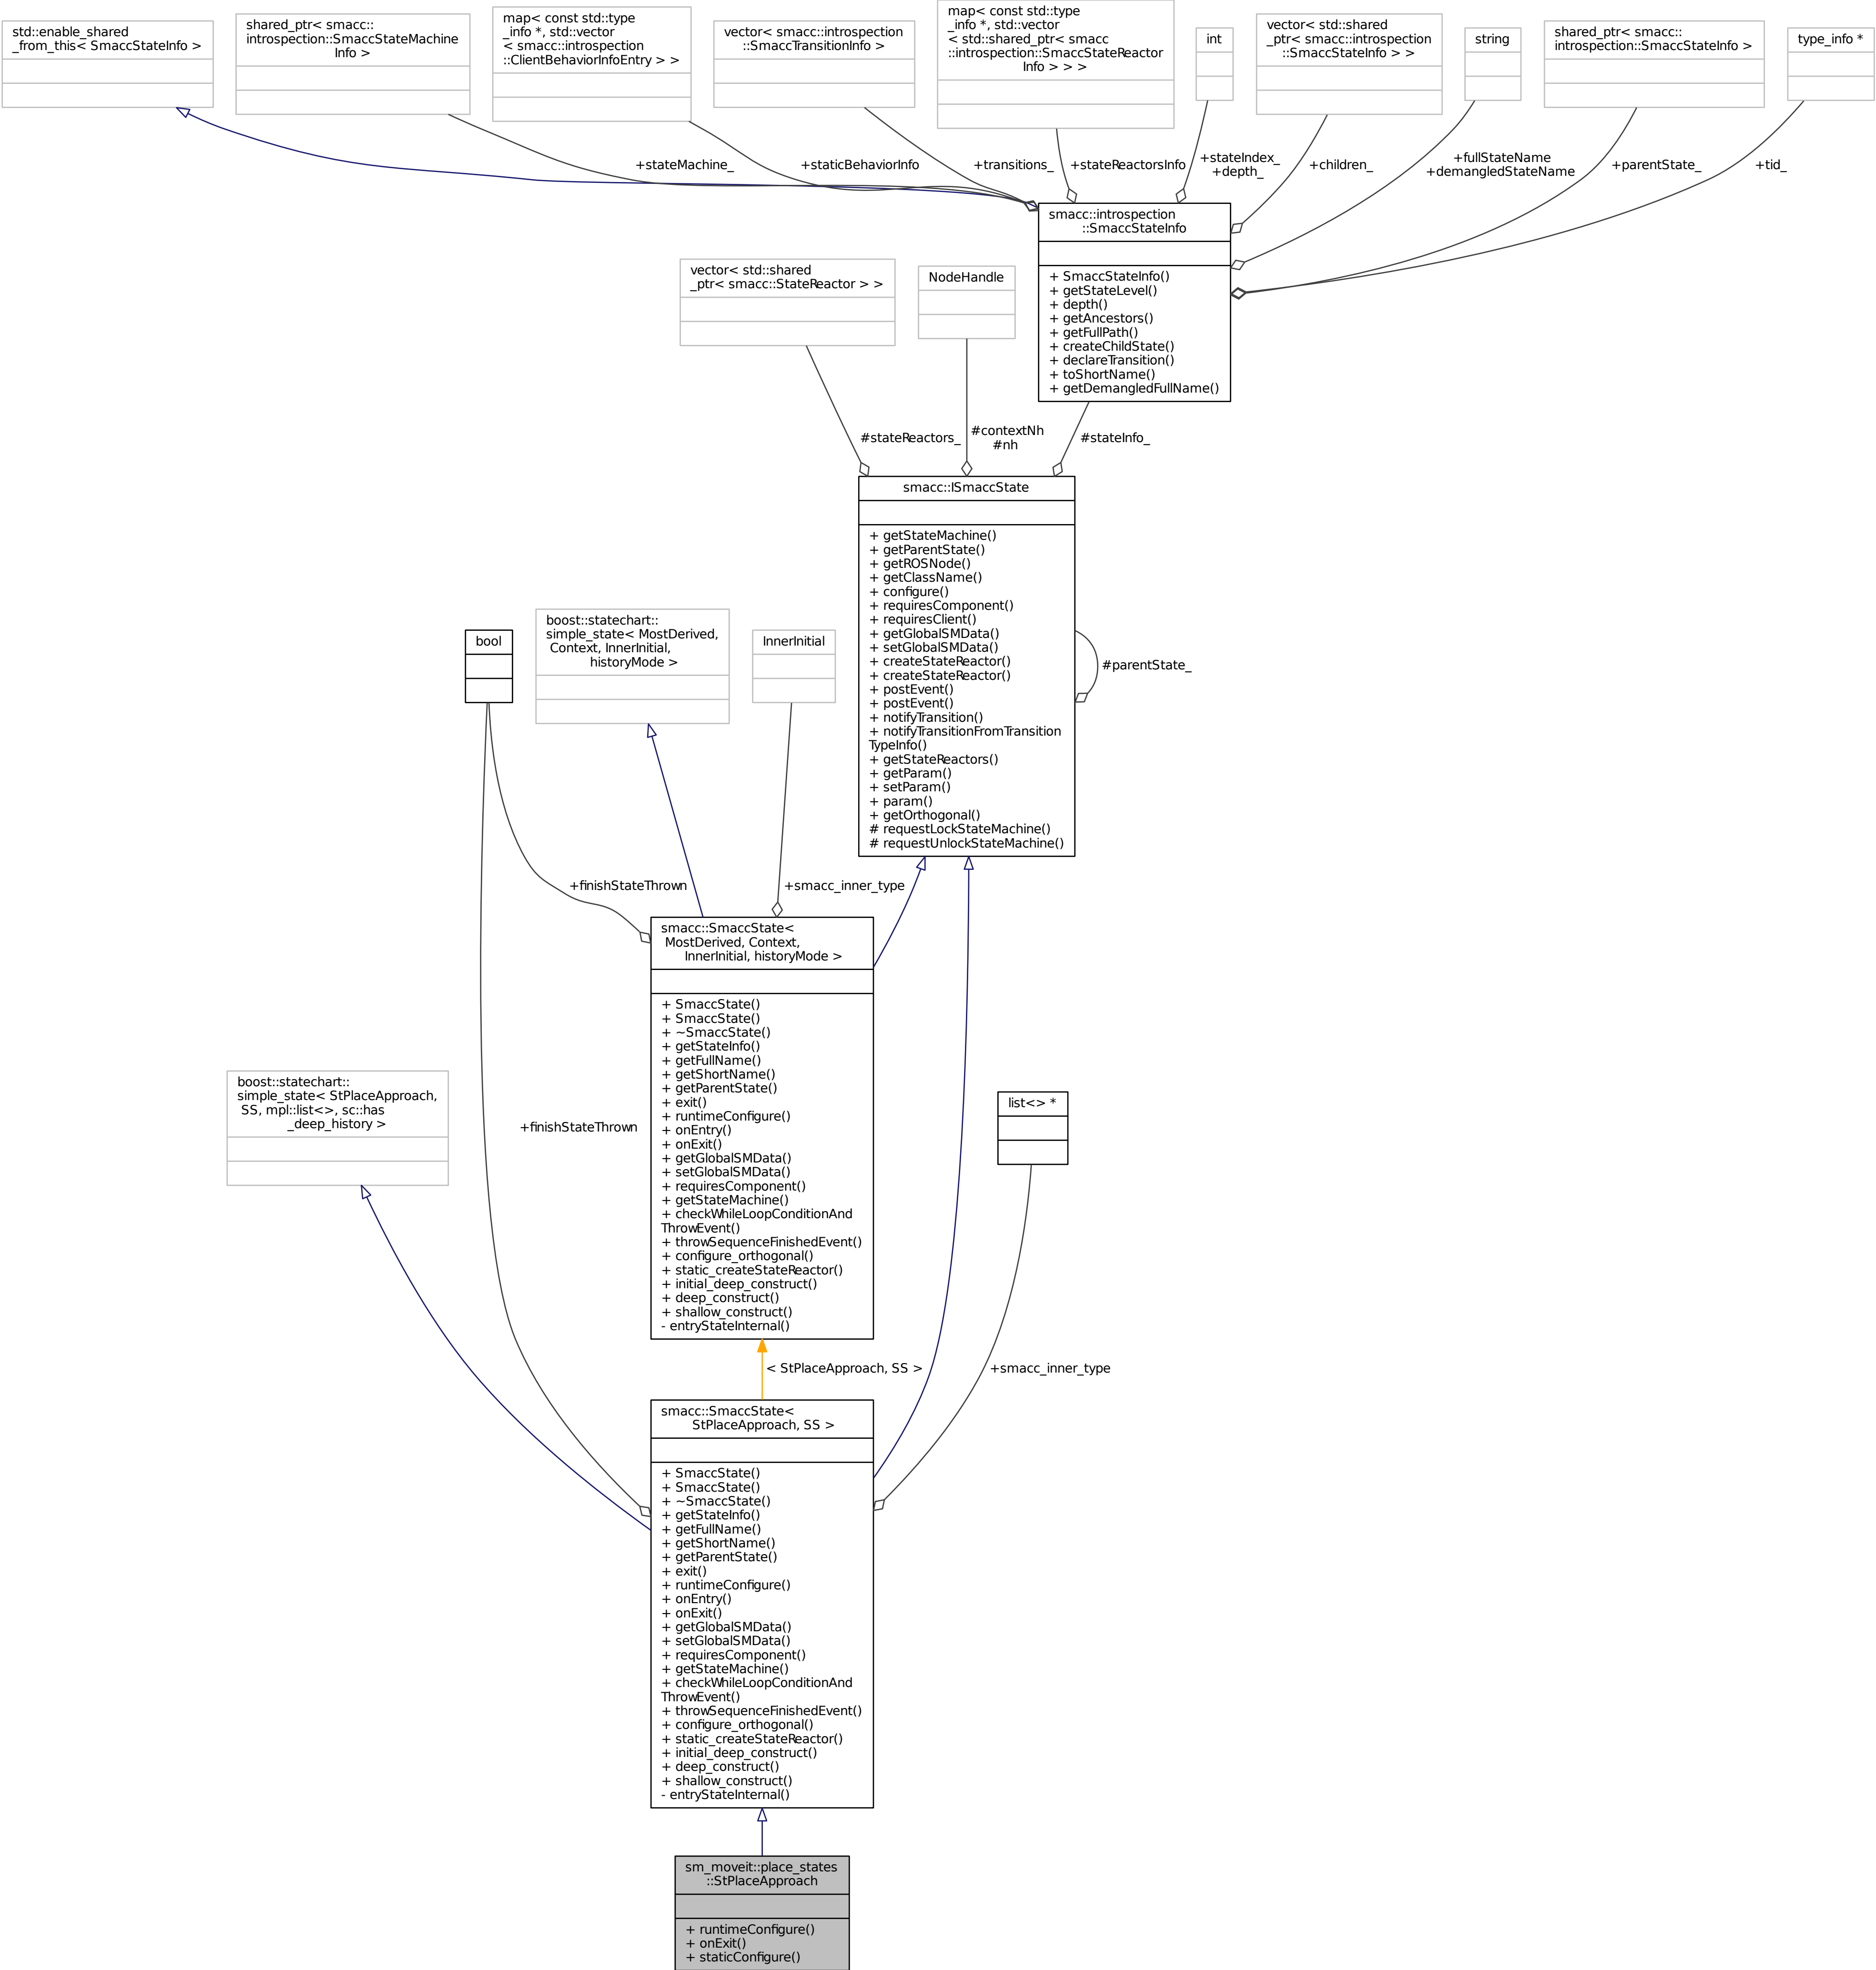 std::enable_shared
_from_this< SmaccStateInfo >
shared_ptr< smacc::
introspection::SmaccStateMachine
Info >
map< const std::type
_info *, std::vector
< smacc::introspection
::ClientBehaviorInfoEntry > >
vector< smacc::introspection
::SmaccTransitionInfo >
map< const std::type
_info *, std::vector
< std::shared_ptr< smacc
::introspection::SmaccStateReactor
Info > > >
int
vector< std::shared
_ptr< smacc::introspection
::SmaccStateInfo > >
string
shared_ptr< smacc::
introspection::SmaccStateInfo >
type_info *
+stateMachine_
+staticBehaviorInfo
+transitions_
+stateReactorsInfo
+stateIndex_
+depth_
+children_
+fullStateName
+demangledStateName
+parentState_
+tid_
smacc::introspection
::SmaccStateInfo
+ SmaccStateInfo()
+ getStateLevel()
+ depth()
+ getAncestors()
+ getFullPath()
+ createChildState()
+ declareTransition()
+ toShortName()
+ getDemangledFullName()
vector< std::shared
_ptr< smacc::StateReactor > >
NodeHandle
#stateReactors_
#contextNh
#nh
#stateInfo_
smacc::ISmaccState
+ getStateMachine()
+ getParentState()
+ getROSNode()
+ getClassName()
+ configure()
+ requiresComponent()
+ requiresClient()
+ getGlobalSMData()
+ setGlobalSMData()
+ createStateReactor()
+ createStateReactor()
+ postEvent()
+ postEvent()
+ notifyTransition()
+ notifyTransitionFromTransition
TypeInfo()
+ getStateReactors()
+ getParam()
+ setParam()
+ param()
+ getOrthogonal()
# requestLockStateMachine()
# requestUnlockStateMachine()
#parentState_
bool
boost::statechart::
simple_state< MostDerived,
Context, InnerInitial,
historyMode >
InnerInitial
+finishStateThrown
+smacc_inner_type
smacc::SmaccState<
MostDerived, Context,
InnerInitial, historyMode >
+ SmaccState()
+ SmaccState()
+ ~SmaccState()
+ getStateInfo()
+ getFullName()
+ getShortName()
+ getParentState()
+ exit()
+ runtimeConfigure()
+ onEntry()
+ onExit()
+ getGlobalSMData()
+ setGlobalSMData()
+ requiresComponent()
+ getStateMachine()
+ checkWhileLoopConditionAnd
ThrowEvent()
+ throwSequenceFinishedEvent()
+ configure_orthogonal()
+ static_createStateReactor()
+ initial_deep_construct()
+ deep_construct()
+ shallow_construct()
- entryStateInternal()
boost::statechart::
simple_state< StPlaceApproach,
SS, mpl::list<>, sc::has
_deep_history >
+finishStateThrown
list<> *
< StPlaceApproach, SS >
+smacc_inner_type
smacc::SmaccState<
StPlaceApproach, SS >
+ SmaccState()
+ SmaccState()
+ ~SmaccState()
+ getStateInfo()
+ getFullName()
+ getShortName()
+ getParentState()
+ exit()
+ runtimeConfigure()
+ onEntry()
+ onExit()
+ getGlobalSMData()
+ setGlobalSMData()
+ requiresComponent()
+ getStateMachine()
+ checkWhileLoopConditionAnd
ThrowEvent()
+ throwSequenceFinishedEvent()
+ configure_orthogonal()
+ static_createStateReactor()
+ initial_deep_construct()
+ deep_construct()
+ shallow_construct()
- entryStateInternal()
sm_moveit::place_states
::StPlaceApproach
+ runtimeConfigure()
+ onExit()
+ staticConfigure()